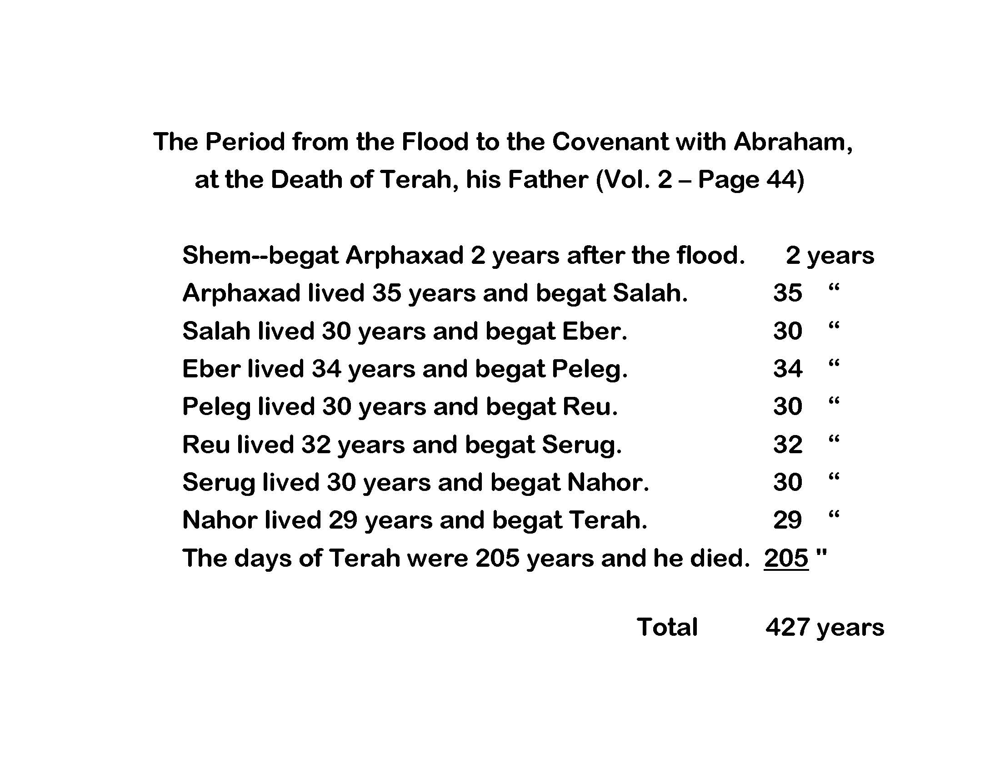 The Period from the Flood to the Covenant with Abraham,
at the Death of Terah, his Father (Vol. 2 – Page 44)
Shem--begat Arphaxad 2 years after the flood. 2 years
Arphaxad lived 35 years and begat Salah. 35 “
Salah lived 30 years and begat Eber. 30 “
Eber lived 34 years and begat Peleg. 34 “
Peleg lived 30 years and begat Reu. 30 “
Reu lived 32 years and begat Serug. 32 “
Serug lived 30 years and begat Nahor. 30 “
Nahor lived 29 years and begat Terah. 29 “
The days of Terah were 205 years and he died. 205 "
Total 427 years